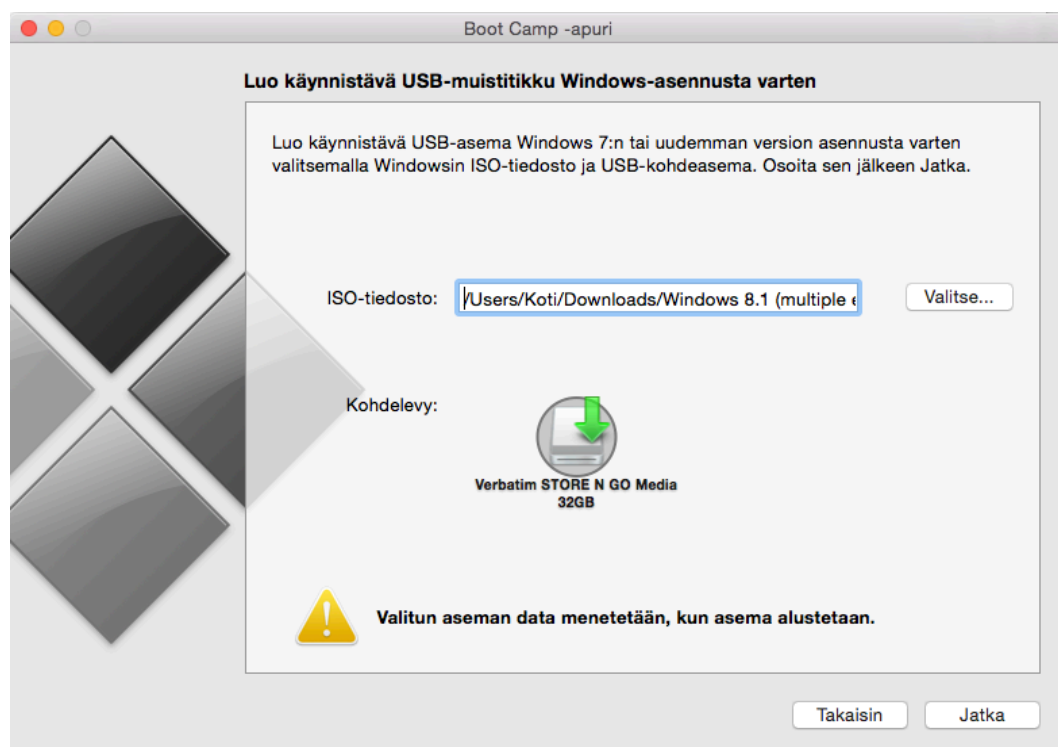 Boot Camp -apuri
Luo käynnistävä USB-muistitikku Windows-asennusta varten
Luo käynnistävä USB-asema Windows 7:n tai uudemman version asennusta varten
valitsemalla Windowsin ISO-tiedosto ja USB-kohdeasema. Osoita sen jälkeen Jatka.
ISO-tiedosto: /Users/Koti/Downloads/Windows 8.1 (multiple Valitse...
Kohdelevy:
Verbatim STORE N GO Media
32GB
Valitun aseman data menetetään, kun asema alustetaan.
Takaisin Jatka